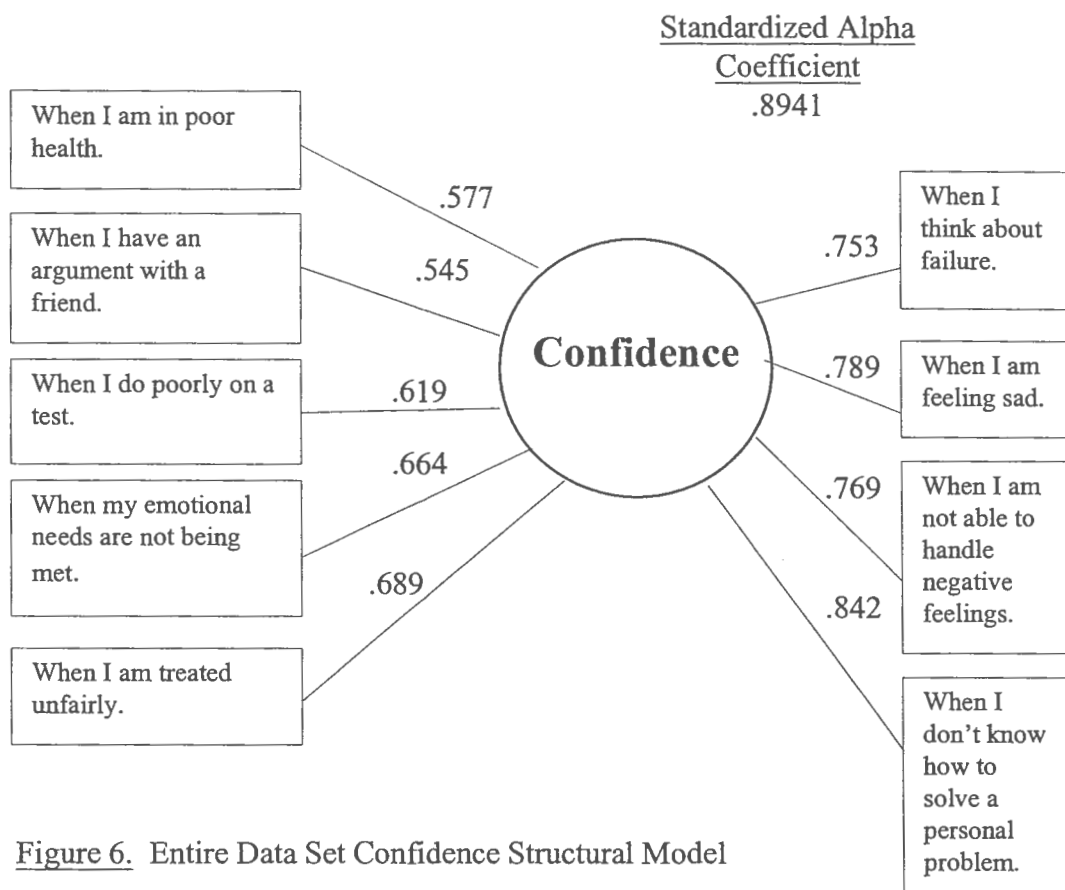 Standardized Alpha
Coefficient
.8941
When I am in poor
health.
.577
When I have an
argument with a
friend.
.545
When I do poorly on a
test.
.619
When my emotional
needs are not being
met.
.664
When I am treated
unfairly.
.689
Confidence
When I
think about
failure.
.753
When I am
feeling sad.
.789
When I am
not able to
handle
negative
feelings.
.769
When I
don't know
how to
solve a
personal
problem.
.842
Figure 6. Entire Data Set Confidence Structural Model